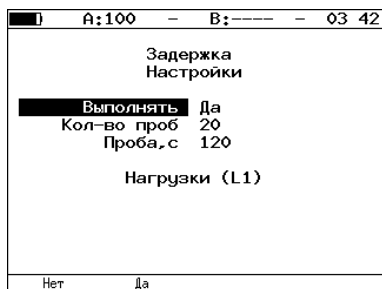 A:100 – B:---- – 03 42
Задержка
Настройки
Выполнять Да
Кол-во проб 20
Проба,с 120
Нагрузки (L1)
Нет Да